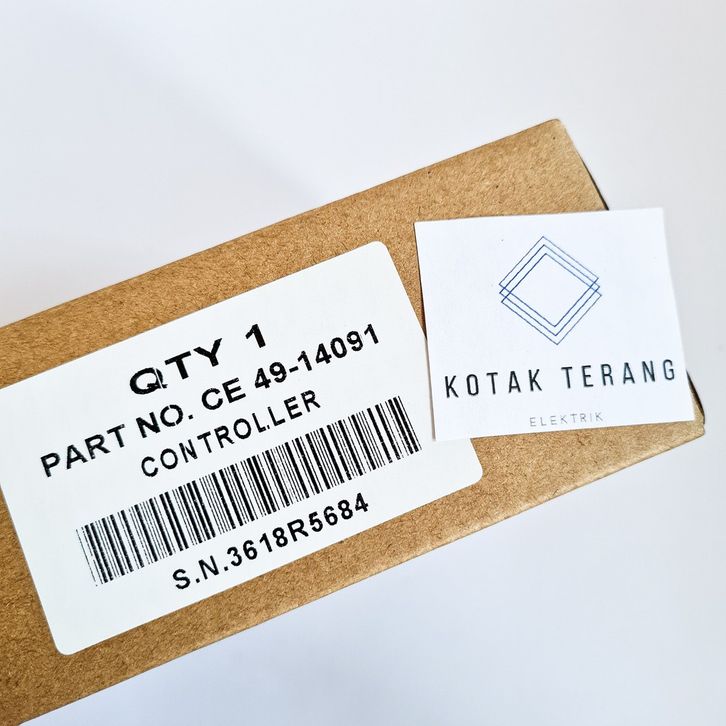 QTY 1
PART NO. CE 49-14091
CONTROLLER
S.N.3618R5684
KOTAK TERANG
ELEKTRIK